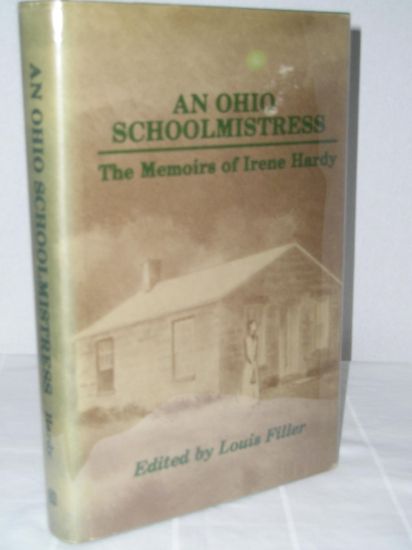 AN OHIO
SCHOOLMISTRESS
The Memoirs of Irene Hardy
Edited by Louis Filler
AN OHIO SCHOOLMISTRESS Hardy